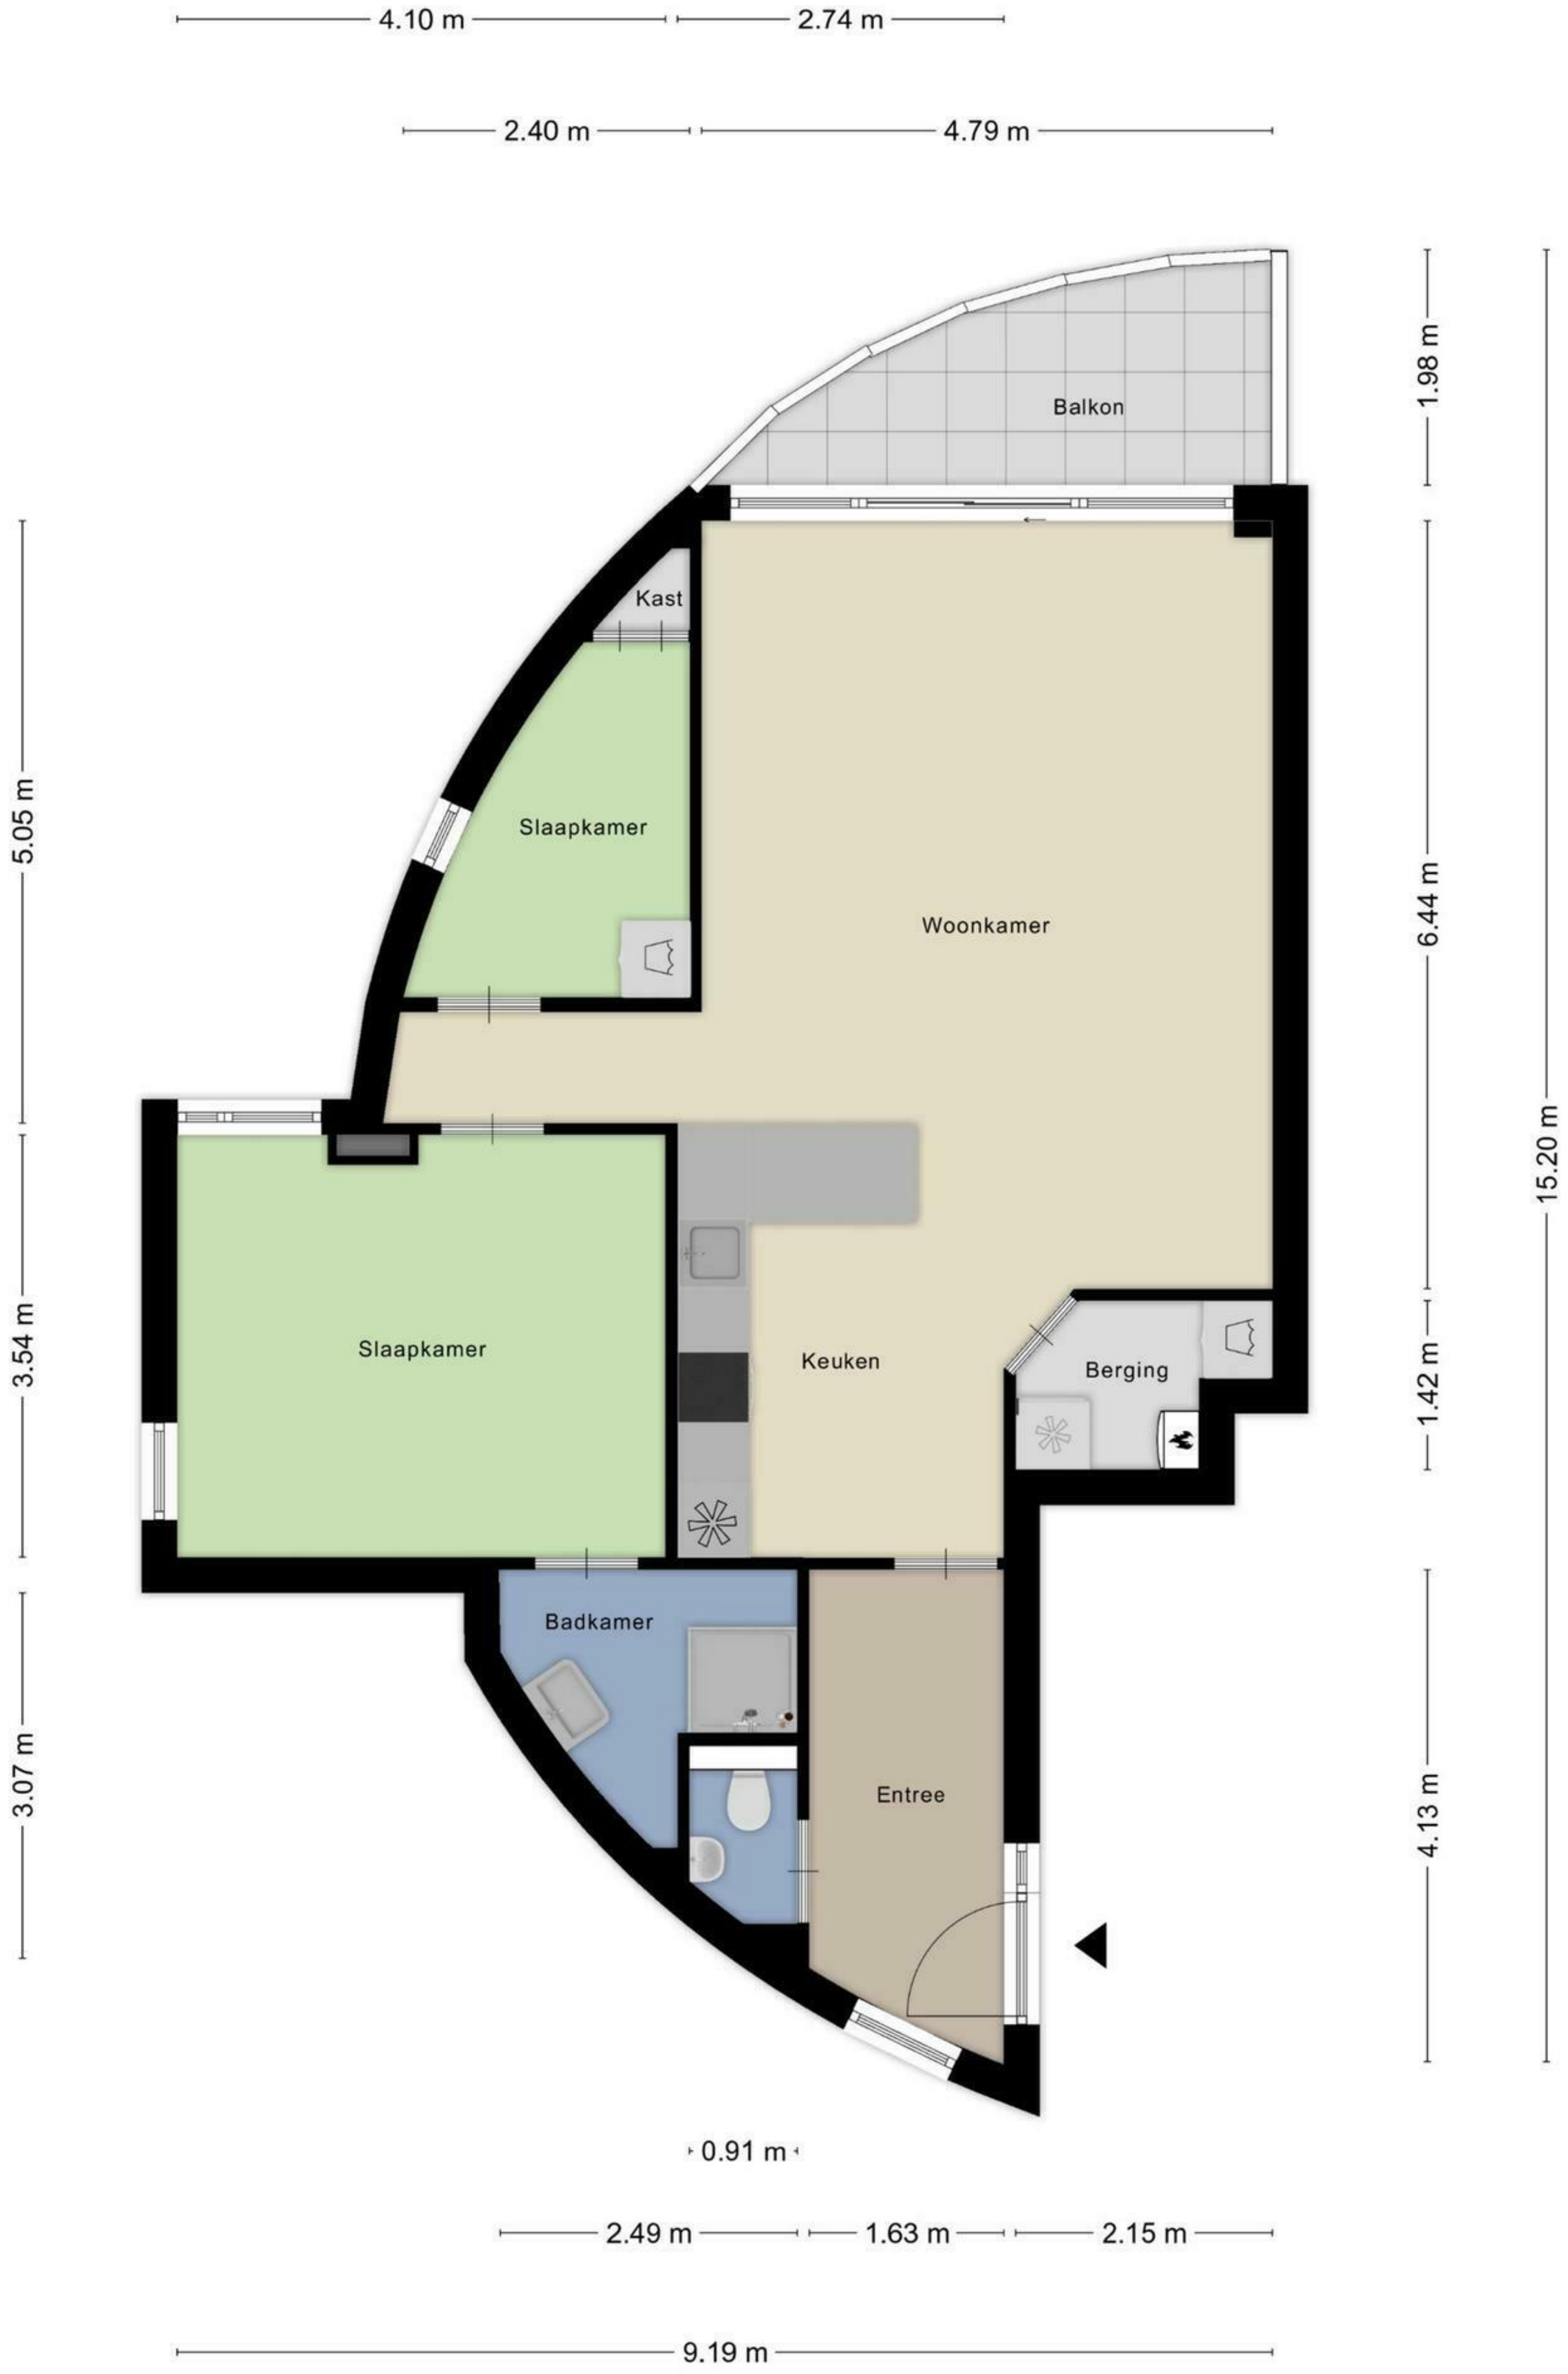 4.10 m
2.74 m
2.40 m
4.79 m
1.98 m
Balkon
Kast
5.05 m
Slaapkamer
6.44 m
Woonkamer
15.20 m
3.54 m
Slaapkamer
Keuken
Berging
1.42 m
Badkamer
3.07 m
Entree
4.13 m
0.91 m
2.49 m
1.63 m
2.15 m
9.19 m